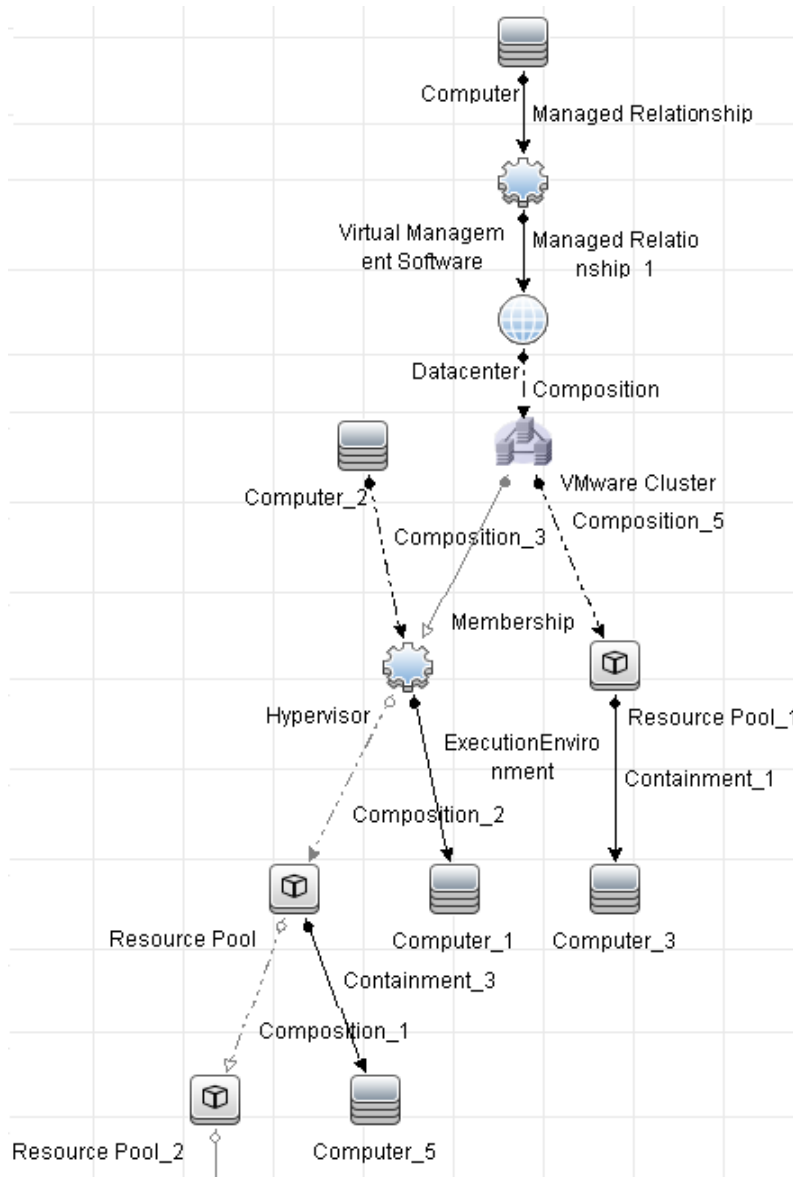 Computer
Managed Relationship
Virtual Managem
ent Software
Managed Relatio
nship_1
Datacenter
Composition
Computer_2
VMware Cluster
Composition_5
Composition_3
Membership
Hypervisor
Resource Pool_1
ExecutionEnviro
nment
Containment_1
Composition_2
Resource Pool
Computer_1
Computer_3
Containment_3
Composition_1
Resource Pool_2
Computer_5